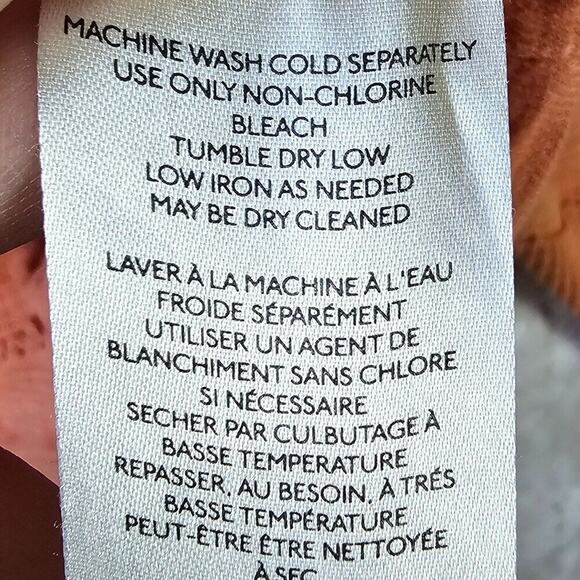 MACHINE WASH COLD SEPARATELY
USE ONLY NON-CHLORINE
BLEACH
TUMBLE DRY LOW
LOW IRON AS NEEDED
MAY BE DRY CLEANED
LAVER À LA MACHINE À L'EAU
FROIDE SÉPARÉMENT
UTILISER UN AGENT DE
BLANCHIMENT SANS CHLORE
SI NÉCESSAIRE
SECHER PAR CULBUTAGE À
BASSE TEMPERATURE
REPASSER, AU BESOIN, À TRÉS
BASSE TEMPÉRATURE
PEUT-ÊTRE ÊTRE NETTOYÉE
À SEC